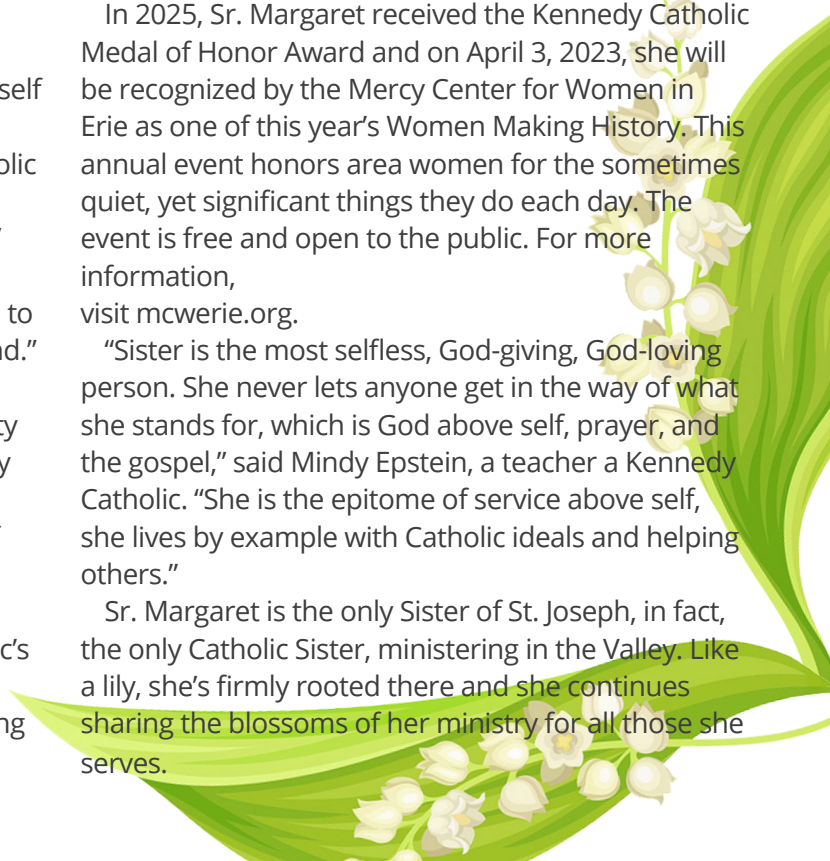 self
olic
to
nd.”
ty
y
c’s
ng
In 2025, Sr. Margaret received the Kennedy Catholic
Medal of Honor Award and on April 3, 2023, she will
be recognized by the Mercy Center for Women in
Erie as one of this year’s Women Making History. This
annual event honors area women for the sometimes
quiet, yet significant things they do each day. The
event is free and open to the public. For more
information,
visit mcwerie.org.
“Sister is the most selfless, God-giving, God-loving
person. She never lets anyone get in the way of what
she stands for, which is God above self, prayer, and
the gospel,” said Mindy Epstein, a teacher a Kennedy
Catholic. “She is the epitome of service above self,
she lives by example with Catholic ideals and helping
others.”
Sr. Margaret is the only Sister of St. Joseph, in fact,
the only Catholic Sister, ministering in the Valley. Like
a lily, she’s firmly rooted there and she continues
sharing the blossoms of her ministry for all those she
serves.